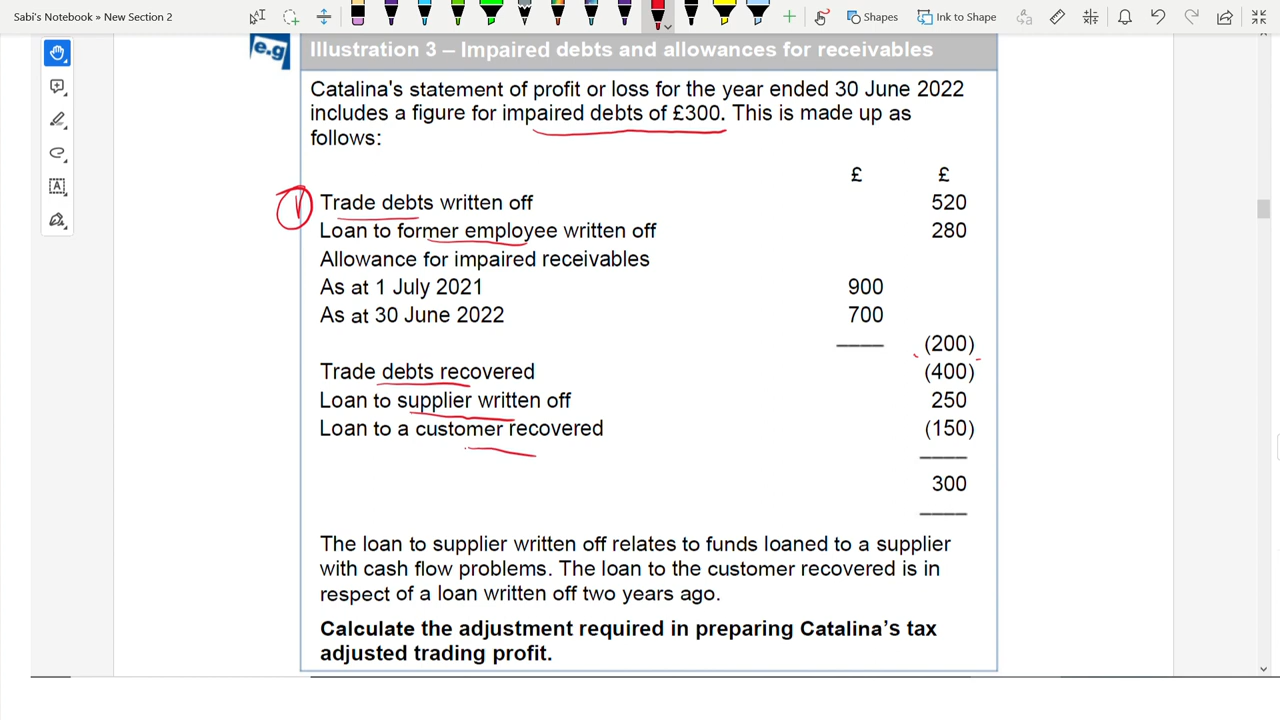 Sabi's Notebook » New Section 2
Shapes
Ink to Shape
e.g
Illustration 3 – Impaired debts and allowances for receivables
Catalina's statement of profit or loss for the year ended 30 June 2022
includes a figure for impaired debts of £300. This is made up as
follows:
£ £
Trade debts written off 520
Loan to former employee written off 280
Allowance for impaired receivables
As at 1 July 2021 900
As at 30 June 2022 700
(200)
Trade debts recovered (400)
Loan to supplier written off 250
Loan to a customer recovered (150)
300
The loan to supplier written off relates to funds loaned to a supplier
with cash flow problems. The loan to the customer recovered is in
respect of a loan written off two years ago.
Calculate the adjustment required in preparing Catalina’s tax
adjusted trading profit.